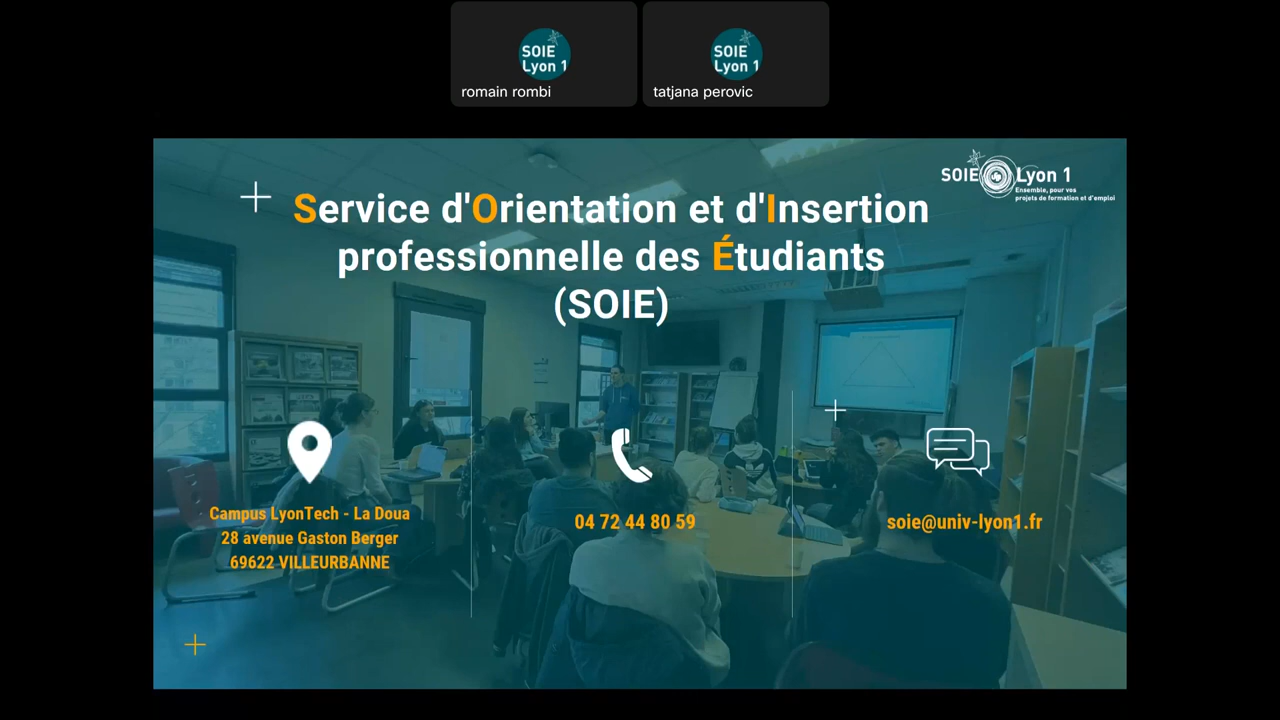 SOIE
Lyon 1
romain rombi
SOIE
Lyon 1
tatjana perovic
SOIE Lyon 1
Ensemble, pour vos
projets de formation et d'emploi
Service d'Orientation et d'Insertion
professionnelle des Étudiants
(SOIE)
Campus LyonTech - La Doua
28 avenue Gaston Berger
69622 VILLEURBANNE
04 72 44 80 59
soie@univ-lyon1.fr